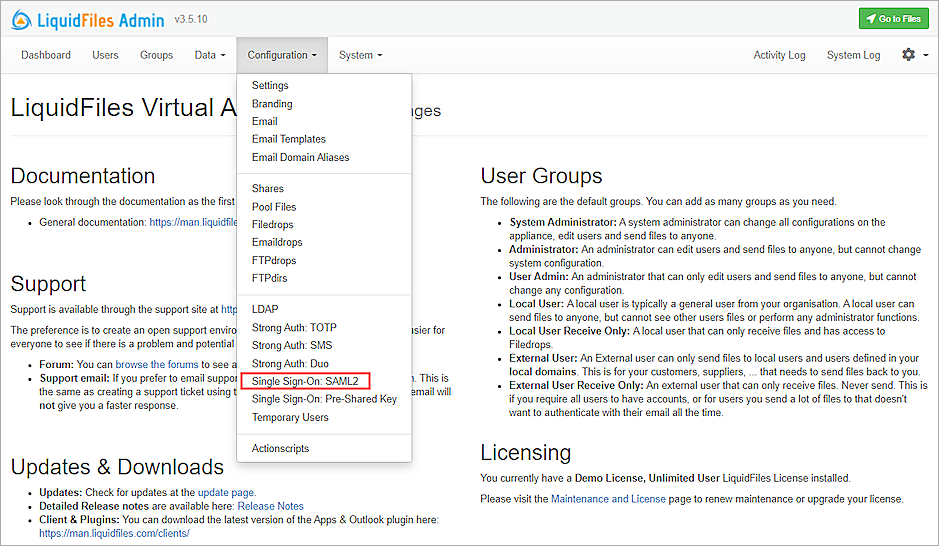 LiquidFiles Admin v3.5.10
Go to Files
Dashboard Users Groups Data Configuration System Activity Log System Log
Settings
Branding
Email
Email Templates
Email Domain Aliases
Shares
Pool Files
Filedrops
Emaildrops
FTPdrops
FTPdirs
LDAP
Strong Auth: TOTP
Strong Auth: SMS
Strong Auth: Duo
Single Sign-On: SAML2
Single Sign-On: Pre-Shared Key
Temporary Users
Actionscripts
LiquidFiles Virtual A
ges
Documentation
Please look through the documentation as the first
General documentation: https://man.liquidfile
Support
Support is available through the support site at http
The preference is to create an open support enviro
easier for
everyone to see if there is a problem and potential
Forum: You can browse the forums to see a
Support email: If you prefer to email suppor
n. This is
the same as creating a support ticket using t
email will
not give you a faster response.
Updates & Downloads
Updates: Check for updates at the update page.
Detailed Release notes are available here: Release Notes
Client & Plugins: You can download the latest version of the Apps & Outlook plugin here:
https://man.liquidfiles.com/clients/
User Groups
The following are the default groups. You can add as many groups as you need.
System Administrator: A system administrator can change all configurations on the
appliance, edit users and send files to anyone.
Administrator: An administrator can edit users and send files to anyone, but cannot change
system configuration.
User Admin: An administrator that can only edit users and send files to anyone, but cannot
change any configuration.
Local User: A local user is typically a general user from your organisation. A local user can
send files to anyone, but cannot see other users files or perform any administrator functions.
Local User Receive Only: A local user that can only receive files and has access to
Filedrops.
External User: An External user can only send files to local users and users defined in your
local domains. This is for your customers, suppliers, ... that needs to send files back to you.
External User Receive Only: An external user that can only receive files. Never send. This is
if you require all users to have accounts, or for users you send a lot of files to that doesn't
want to authenticate with their email all the time.
Licensing
You currently have a Demo License, Unlimited User LiquidFiles License installed.
Please visit the Maintenance and License page to renew maintenance or upgrade your license.